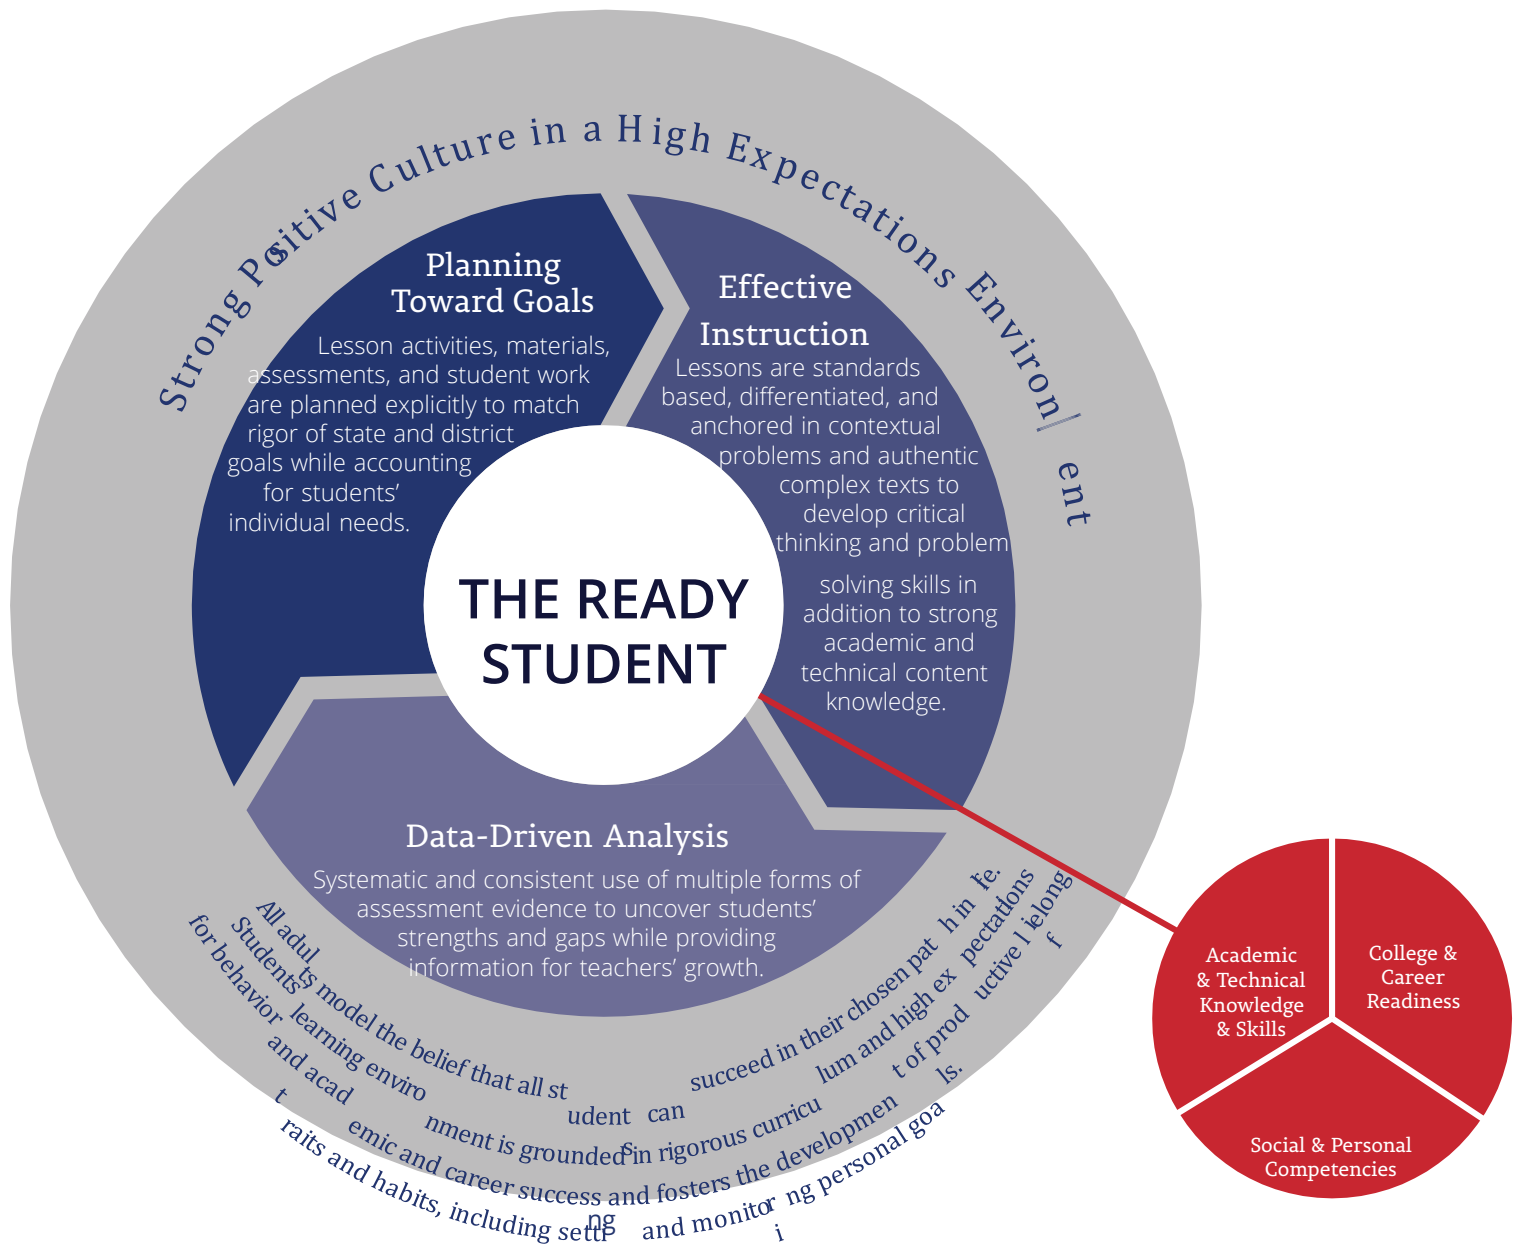 Strong Positive Culture in a High Expectations Environ ent
Planning
Toward Goals
Lesson activities, materials,
assessments, and student work
are planned explicitly to match
rigor of state and district
goals while accounting
for students’
individual needs.
Effective
Instruction
Lessons are standards
based, differentiated, and
anchored in contextual
problems and authentic
complex texts to
develop critical
thinking and problem
solving skills in
addition to strong
academic and
technical content
knowledge.
THE READY
STUDENT
Data-Driven Analysis
Systematic and consistent use of multiple forms of
assessment evidence to uncover students’
strengths and gaps while providing
information for teachers’ growth.
All adults model the belief that all students can succeed in their chosen path in life.
Students learning environment is grounded in rigorous curriculum and high expectations
for behavior and academic and career success and fosters the development of productive lifelong
traits and habits, including setting and monitoring personal goals.
Academic
& Technical
Knowledge
& Skills
College &
Career
Readiness
Social & Personal
Competencies